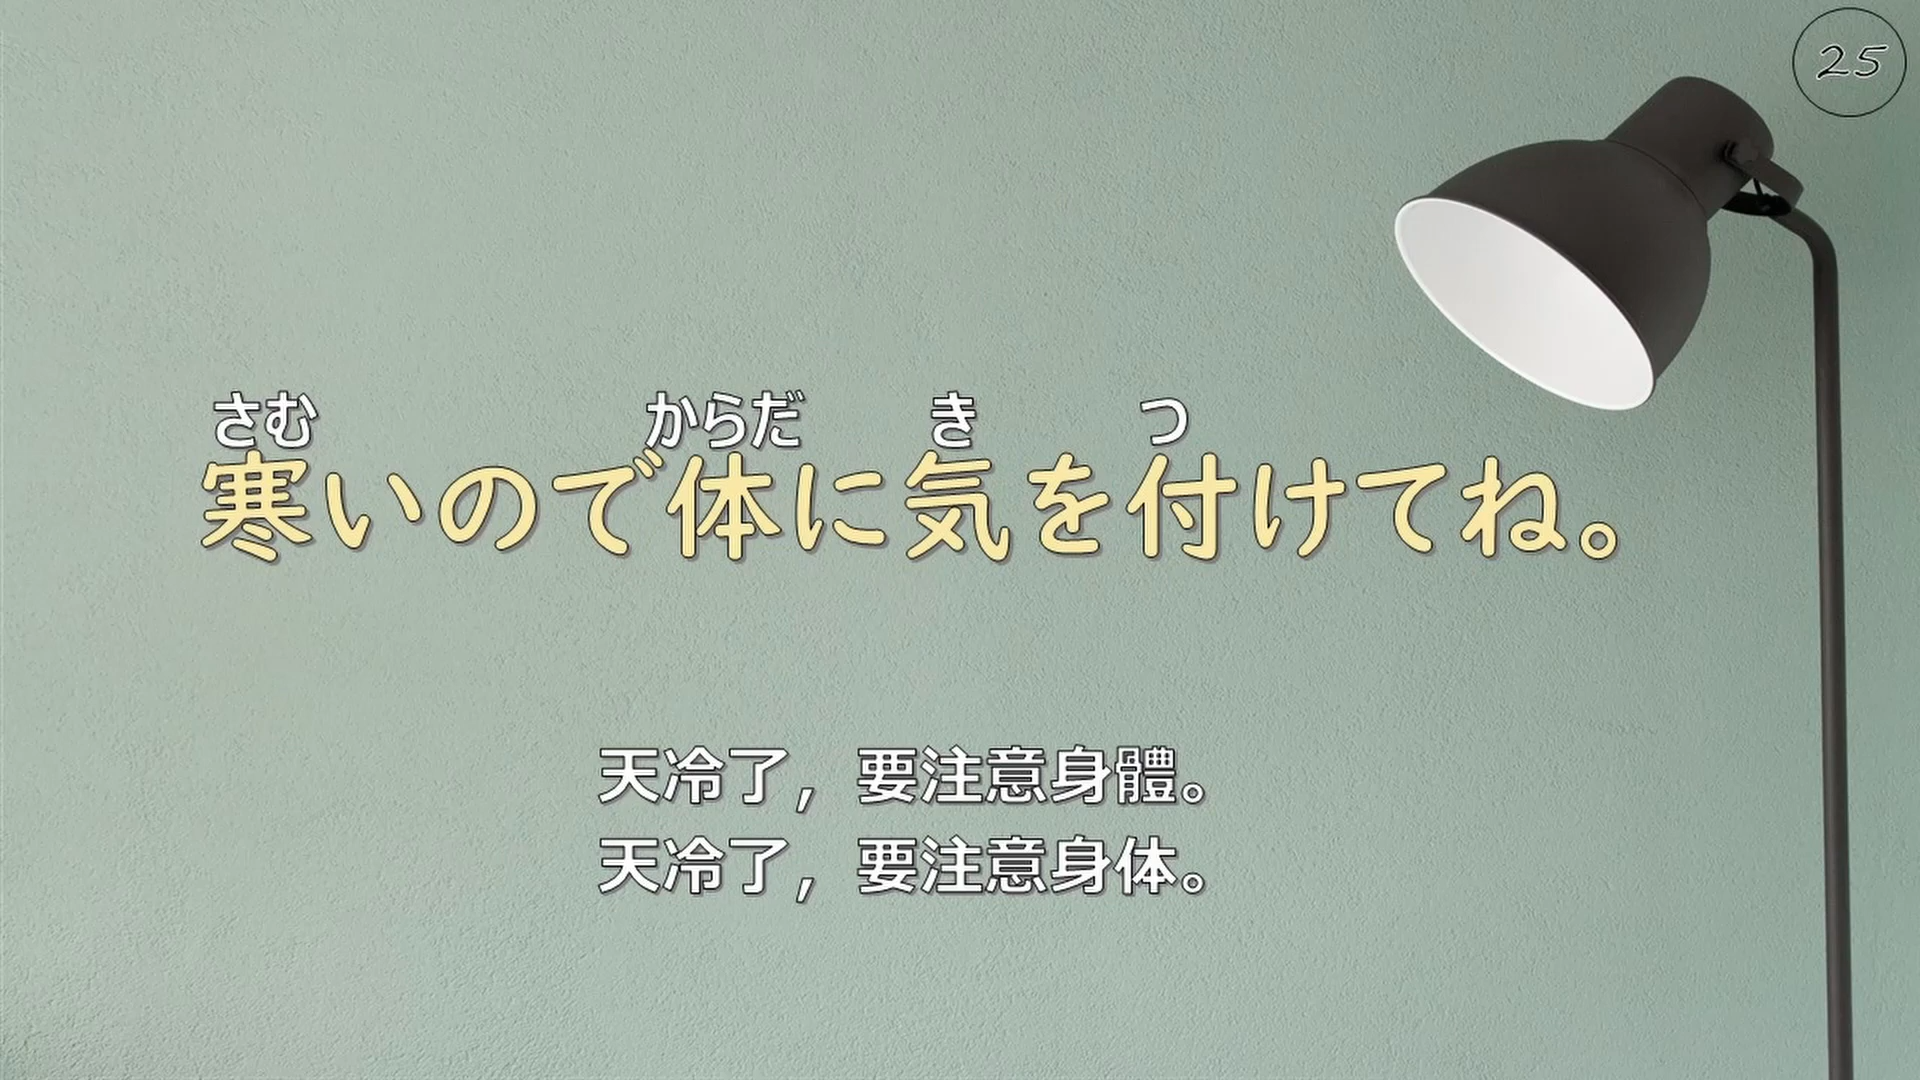 25
さむ からだ き つ
寒いので体に気を付けてね。
天冷了，要注意身體。
天冷了，要注意身体。